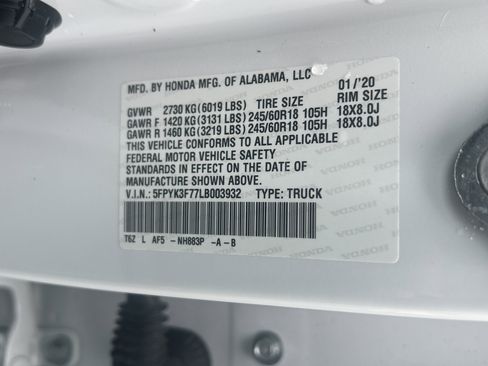 MFD. BY HONDA MFG. OF ALABAMA, LLC 01/'20
GVWR 2730 KG (6019 LBS) TIRE SIZE RIM SIZE
GAWR F 1420 KG (3131 LBS) 245/60R18 105H 18X8.0J
GAWR R 1460 KG (3219 LBS) 245/60R18 105H 18X8.0J
THIS VEHICLE CONFORMS TO ALL APPLICABLE
FEDERAL MOTOR VEHICLE SAFETY
STANDARDS IN EFFECT ON THE DATE OF
MANUFACTURE SHOWN ABOVE.
V.I.N.: 5FPYK3F77LB003932 TYPE: TRUCK
T6Z L AF5 -NH883P -A -B